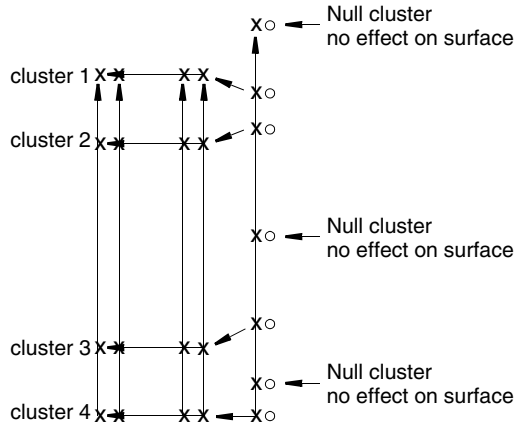 Null cluster
no effect on surface
X
cluster 1 X X X X
X
X
cluster 2 X X X X
Null cluster
X
no effect on surface
X
cluster 3 X X X X
Null cluster
X
no effect on surface
cluster 4 X X X X X